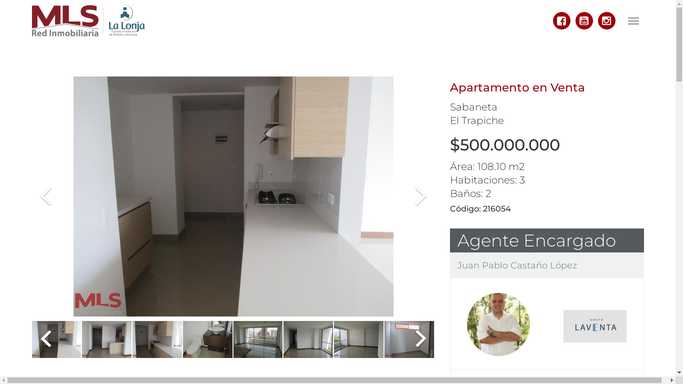 MLS
Red Inmobiliaria
La Lonja
Apartamento en Venta
Sabaneta
El Trapiche
$500.000.000
Área: 108.10 m2
Habitaciones: 3
Baños: 2
Código: 216054
MLS
Agente Encargado
Juan Pablo Castaño López
LAVENTA